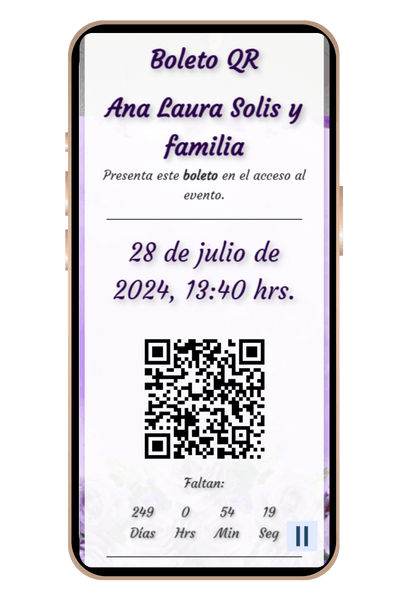 Boleto QR
Ana Laura Solis y
familia
Presenta este boleto en el acceso al
evento.
28 de julio de
2024, 13:40 hrs.
Faltan:
249 0 54 19
Días Hrs Min Seg